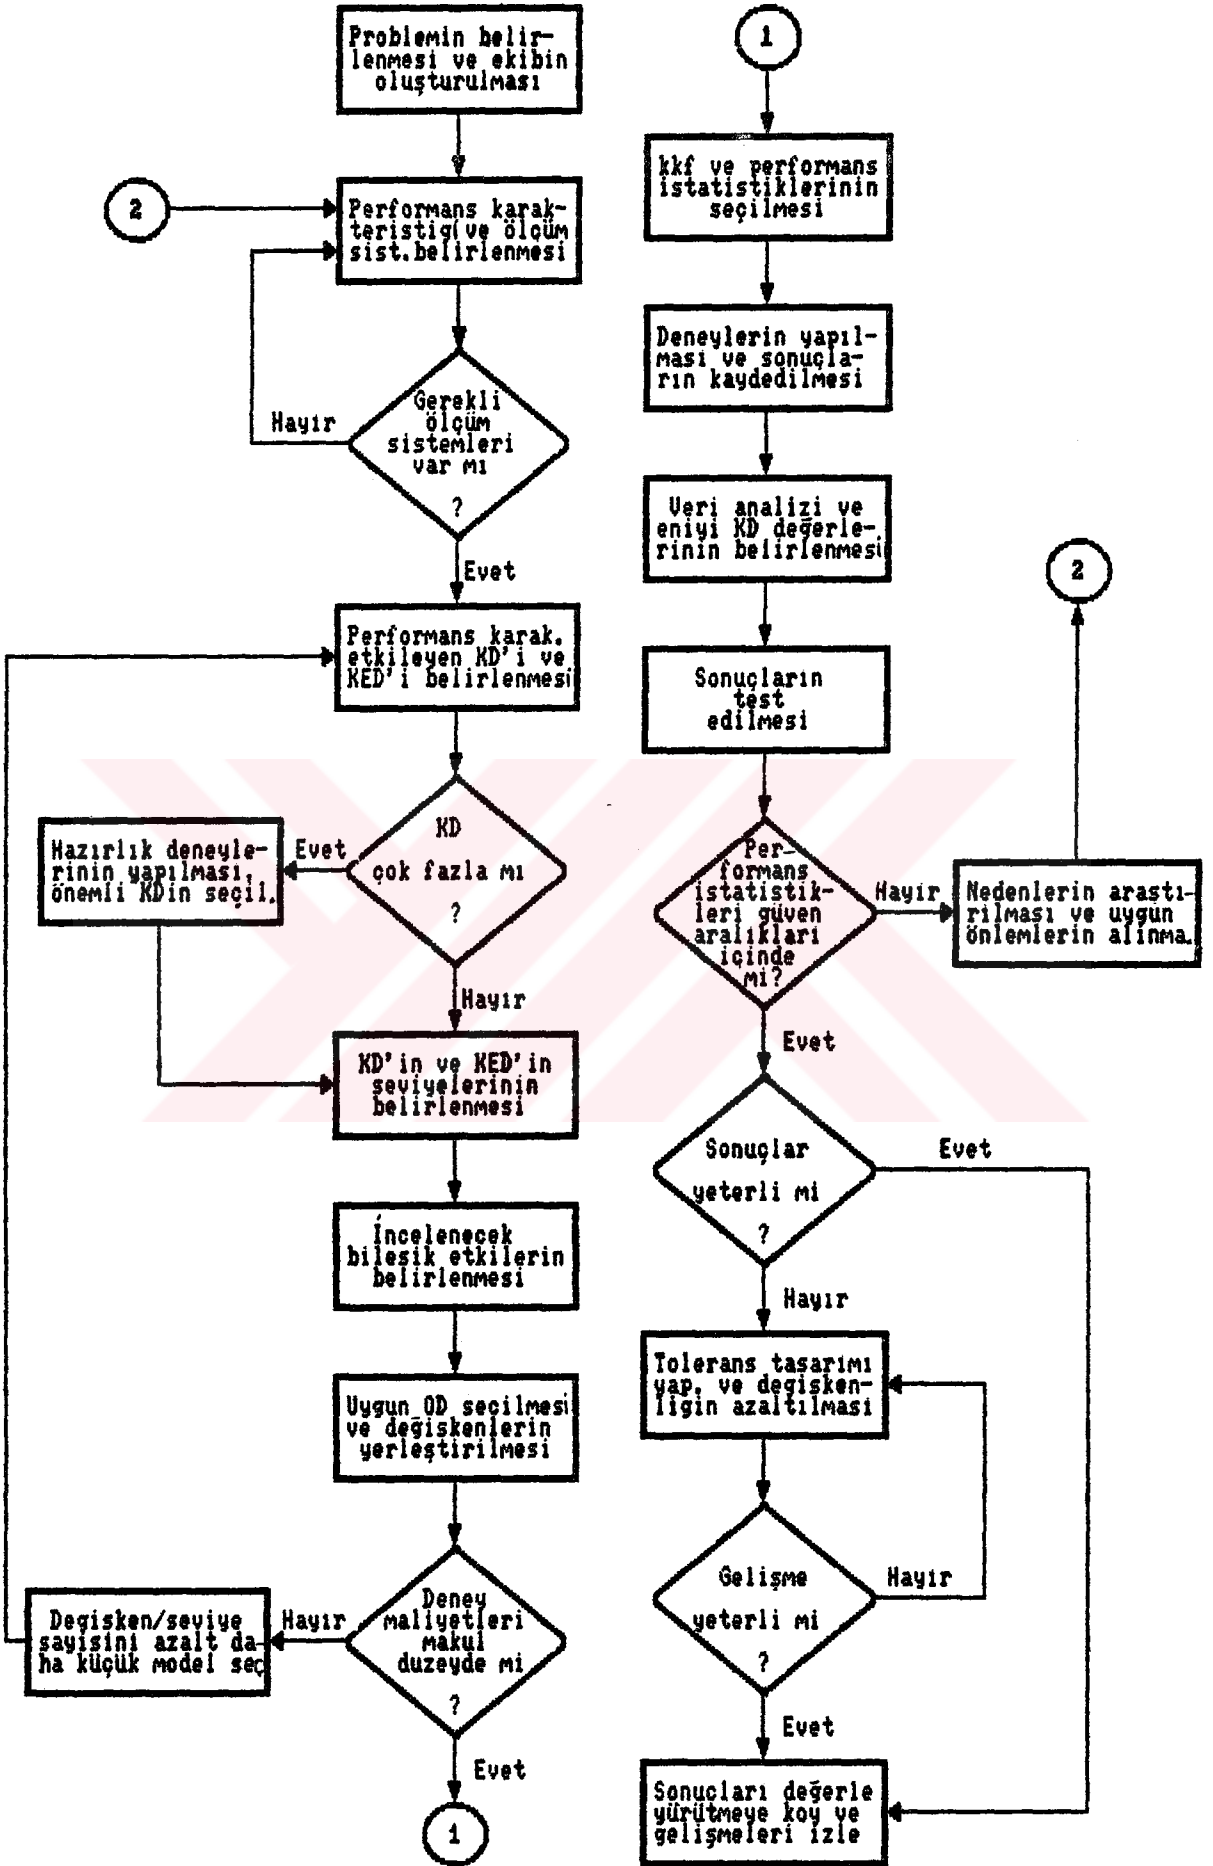 Problemin belir-
lenmesi ve ekibin
oluşturulması
2
Performans karak-
teristiği ve ölçüm
sist.belirlenmesi
Gerekli
ölçüm
sistemleri
var mı
?
Hayır
Evet
Performans karak.
etkileyen KD'i ve
KED'i belirlenmesi
KD
çok fazla mı
?
Evet
Hazırlık deneyle-
rinin yapılması,
önemli KDin seçil.
Hayır
KD'in ve KED'in
seviyelerinin
belirlenmesi
İncelenecek
bilesik etkilerin
belirlenmesi
Uygun OD seçilmesi
ve değiskenlerin
yerleştirilmesi
Deney
maliyetleri
makul
duzeyde mi
?
Hayır
Degisken/seviye
sayisini azalt da-
ha küçük model seç
Evet
1
1
kkf ve performans
istatistiklerinin
seçilmesi
Deneylerin yapıl-
ması ve sonuçla-
rın kaydedilmesi
Veri analizi ve
eniyi KD değerle-
rinin belirlenmesi
Sonuçların
test
edilmesi
Per-
formans
istatistik-
leri güven
aralıkları
içinde
mi?
Hayır
Nedenlerin araştı-
rılması ve uygun
önlemlerin alınma.
2
Evet
Sonuçlar
yeterli mi
?
Evet
Hayır
Tolerans tasarımı
yap. ve degisken-
ligin azaltılması
Gelişme
yeterli mi
?
Hayır
Evet
Sonucları değerle
yürütmeye koy ve
gelişmeleri izle